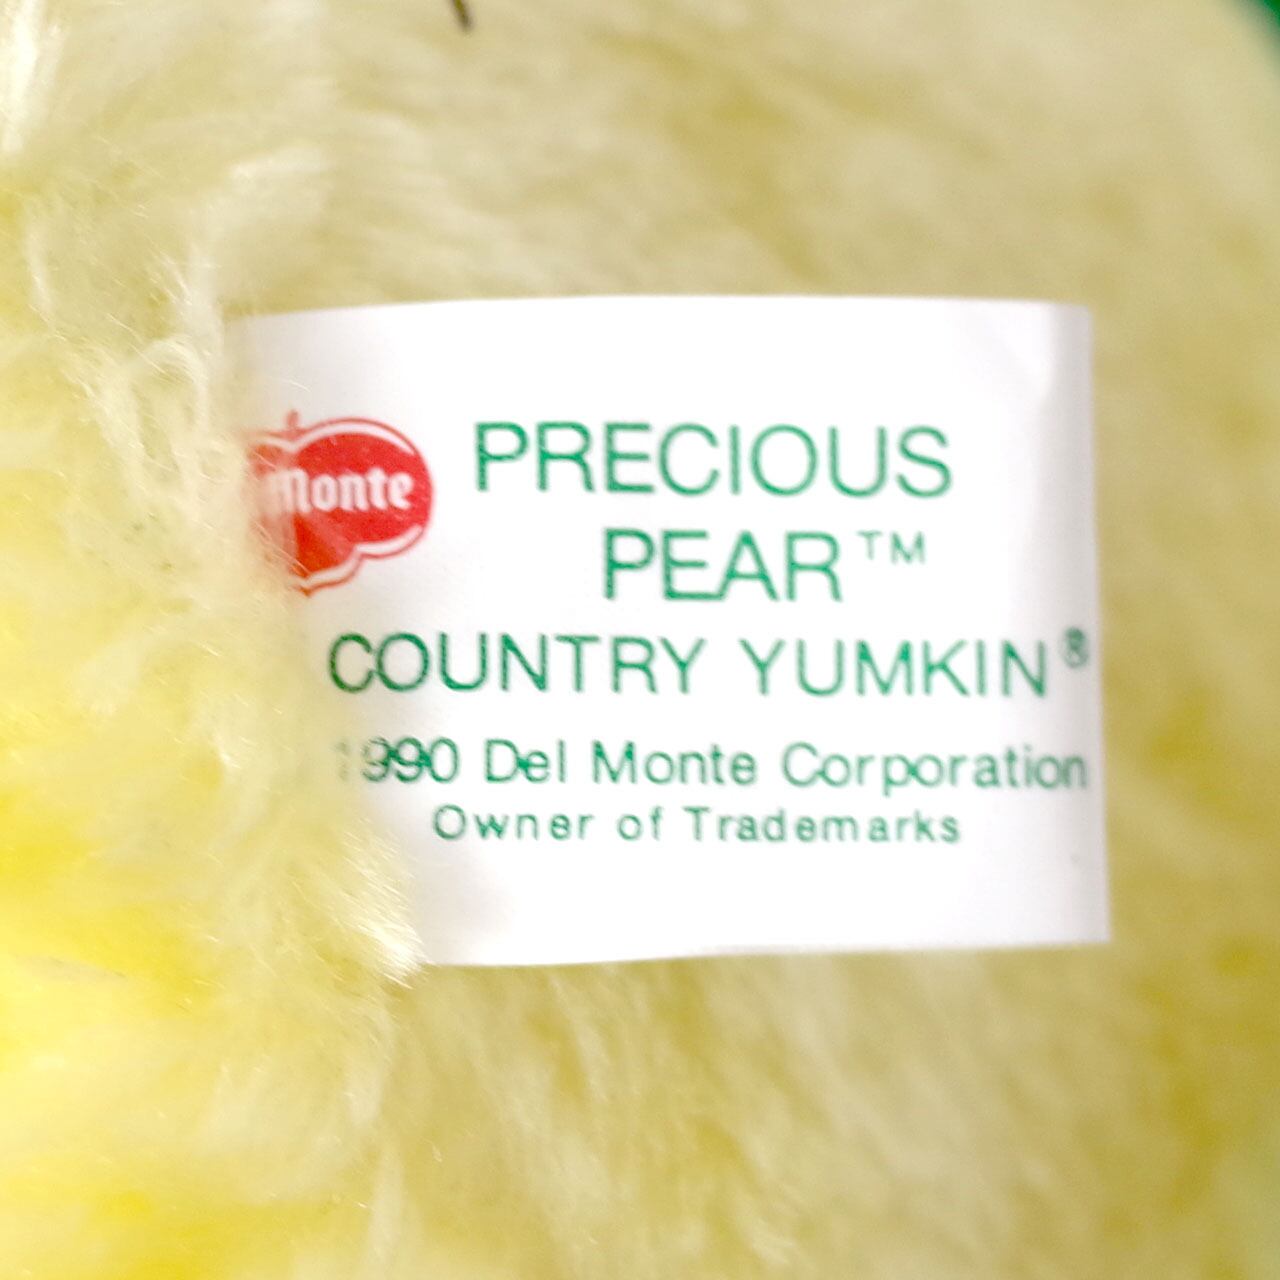 Monte
PRECIOUS
PEAR™
COUNTRY YUMKIN®
1990 Del Monte Corporation
Owner of Trademarks